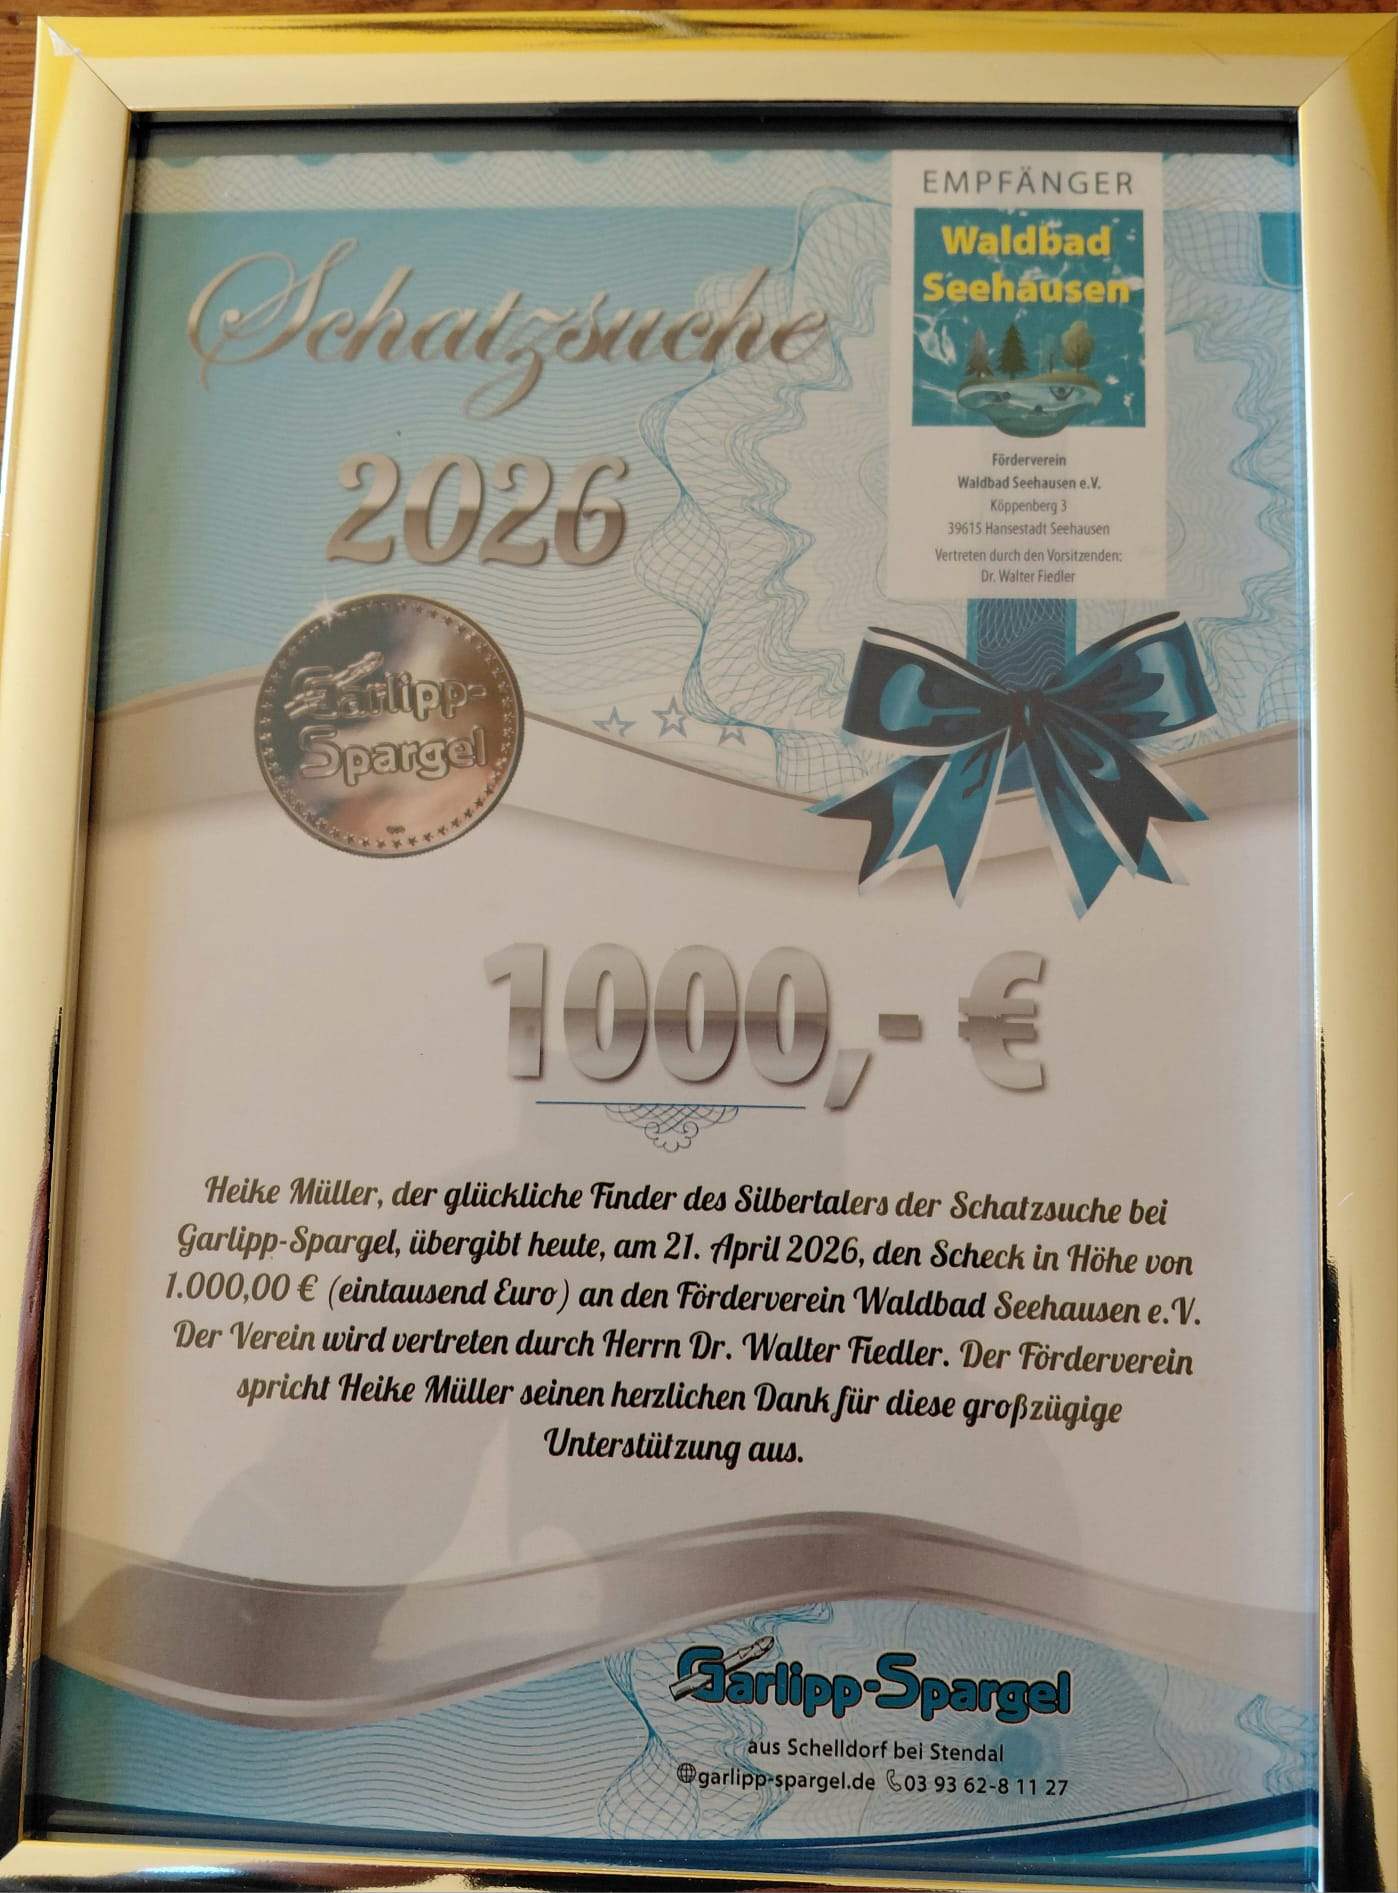 EMPFÄNGER
Waldbad
Seehausen
Förderverein
Waldbad Seehausen e.V.
Köppenberg 3
39615 Hansestadt Seehausen
Vertreten durch den Vorsitzenden:
Dr. Walter Fiedler
Schatzsuche
2026
Garlipp-
Spargel
1000,- €
Heike Müller, der glückliche Finder des Silbertalers der Schatzsuche bei
Garlipp-Spargel, übergibt heute, am 21. April 2026, den Scheck in Höhe von
1.000,00 € (eintausend Euro) an den Förderverein Waldbad Seehausen e.V.
Der Verein wird vertreten durch Herrn Dr. Walter Fiedler. Der Förderverein
spricht Heike Müller seinen herzlichen Dank für diese großzügige
Unterstützung aus.
Garlipp-Spargel
aus Schelldorf bei Stendal
garlipp-spargel.de 03 93 62-8 11 27